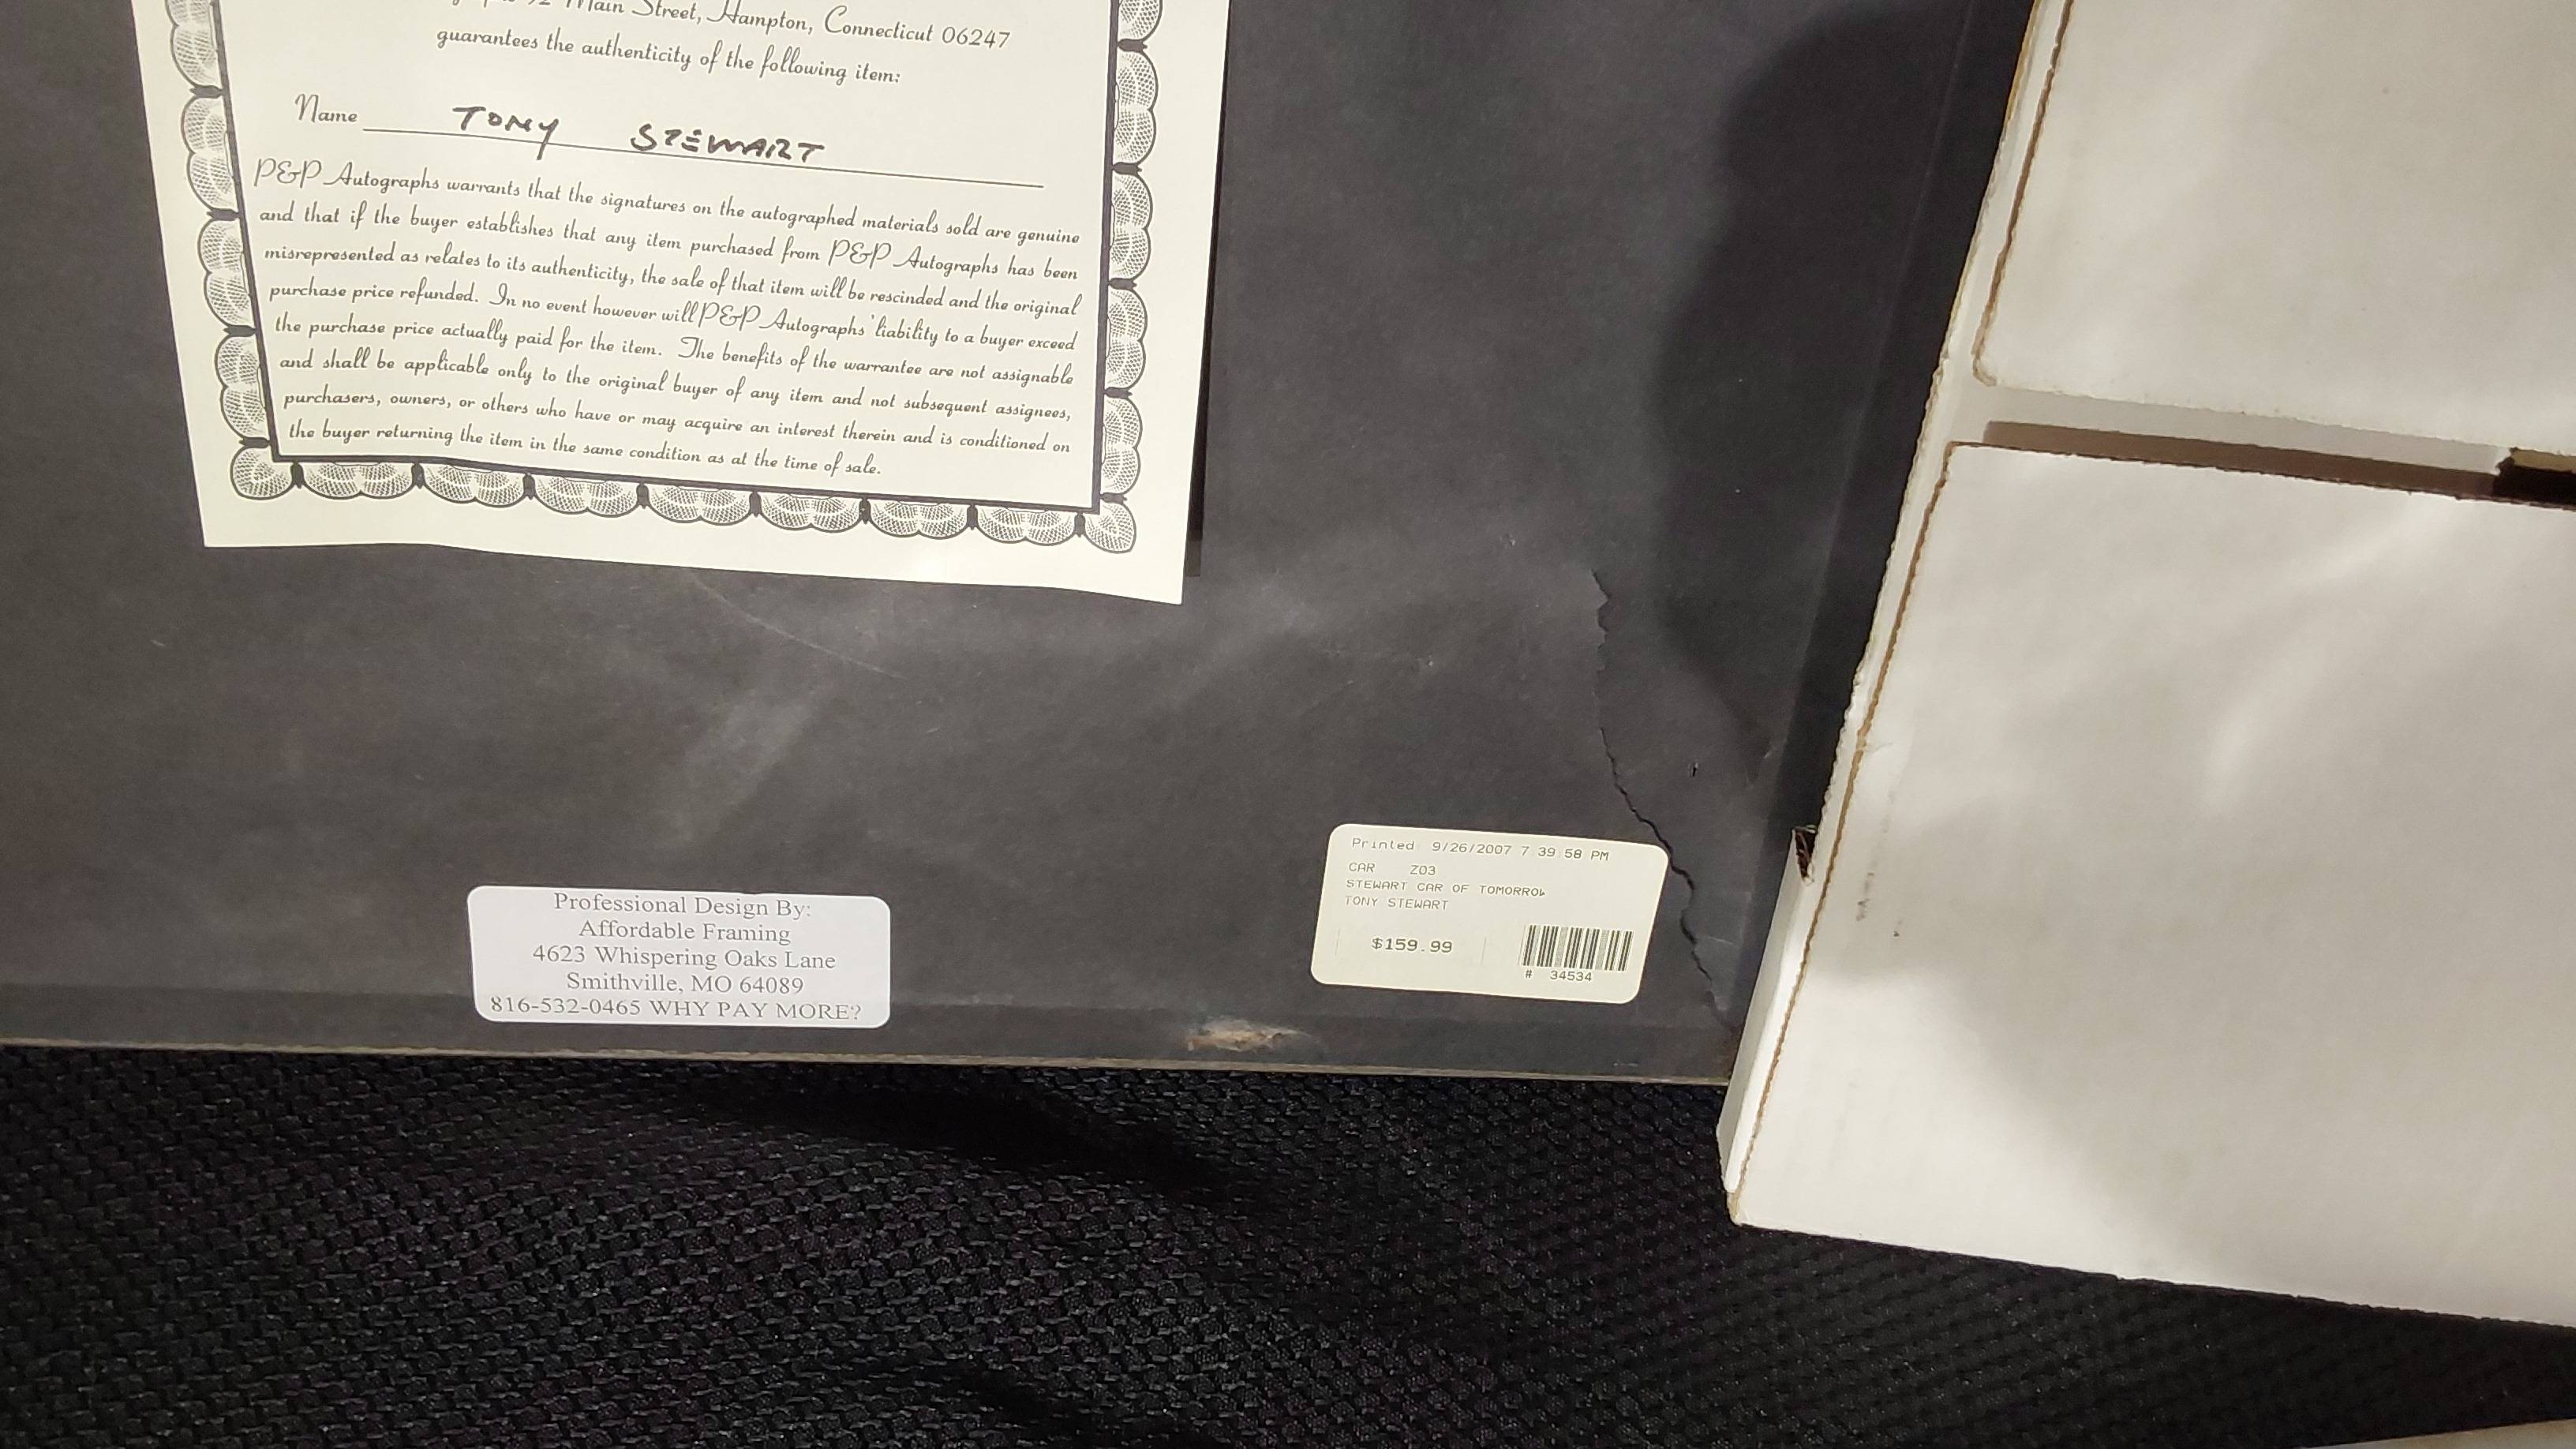 Main Street, Hampton, Connecticut 06247
guarantees the authenticity of the following item:
Name TONY STEWART
P&P Autographs warrants that the signatures on the autographed materials sold are genuine
and that if the buyer establishes that any item purchased from P&P Autographs has been
misrepresented as relates to its authenticity, the sale of that item will be rescinded and the original
purchase price refunded. In no event however will P&P Autographs' liability to a buyer exceed
the purchase price actually paid for the item. The benefits of the warrantee are not assignable
and shall be applicable only to the original buyer of any item and not subsequent assignees,
purchasers, owners, or others who have or may acquire an interest therein and is conditioned on
the buyer returning the item in the same condition as at the time of sale.
Professional Design By:
Affordable Framing
4623 Whispering Oaks Lane
Smithville, MO 64089
816-532-0465 WHY PAY MORE?
Printed 9/26/2007 7 39 58 PM
CAR Z03
STEWART CAR OF TOMORROW
TONY STEWART
$159.99
# 34534